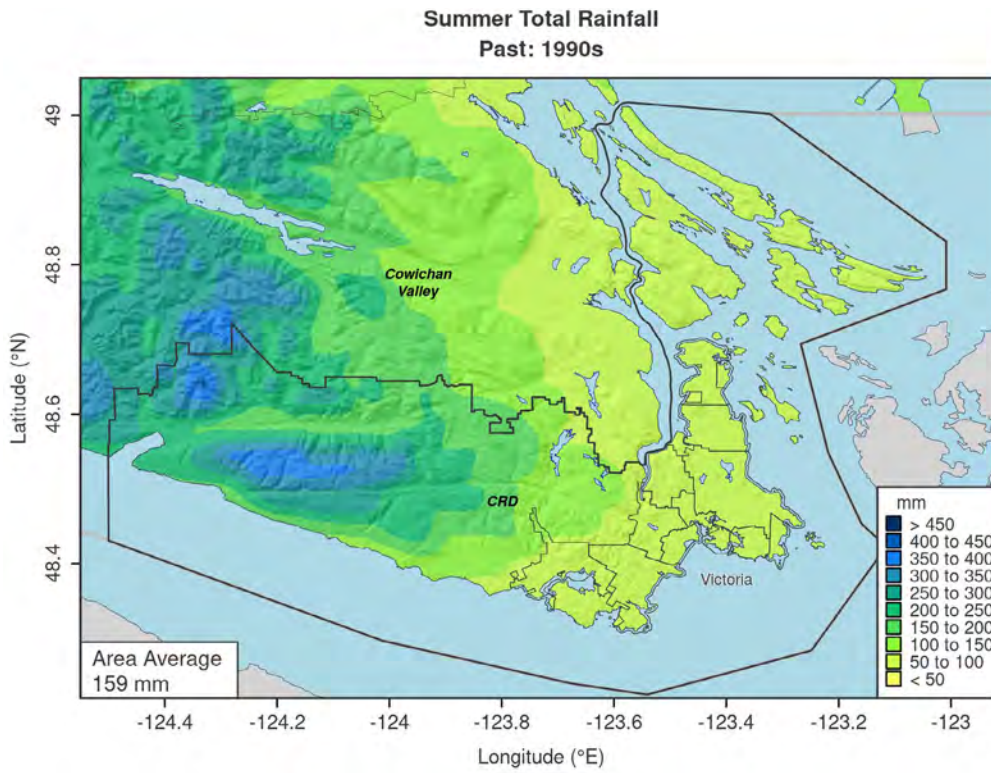 Summer Total Rainfall
Past: 1990s
Latitude (°N)
49
48.8
48.6
48.4
Cowichan
Valley
CRD
Victoria
mm
> 450
400 to 450
350 to 400
300 to 350
250 to 300
200 to 250
150 to 200
100 to 150
50 to 100
< 50
Area Average
159 mm
-124.4
-124.2
-124
-123.8
-123.6
-123.4
-123.2
-123
Longitude (°E)